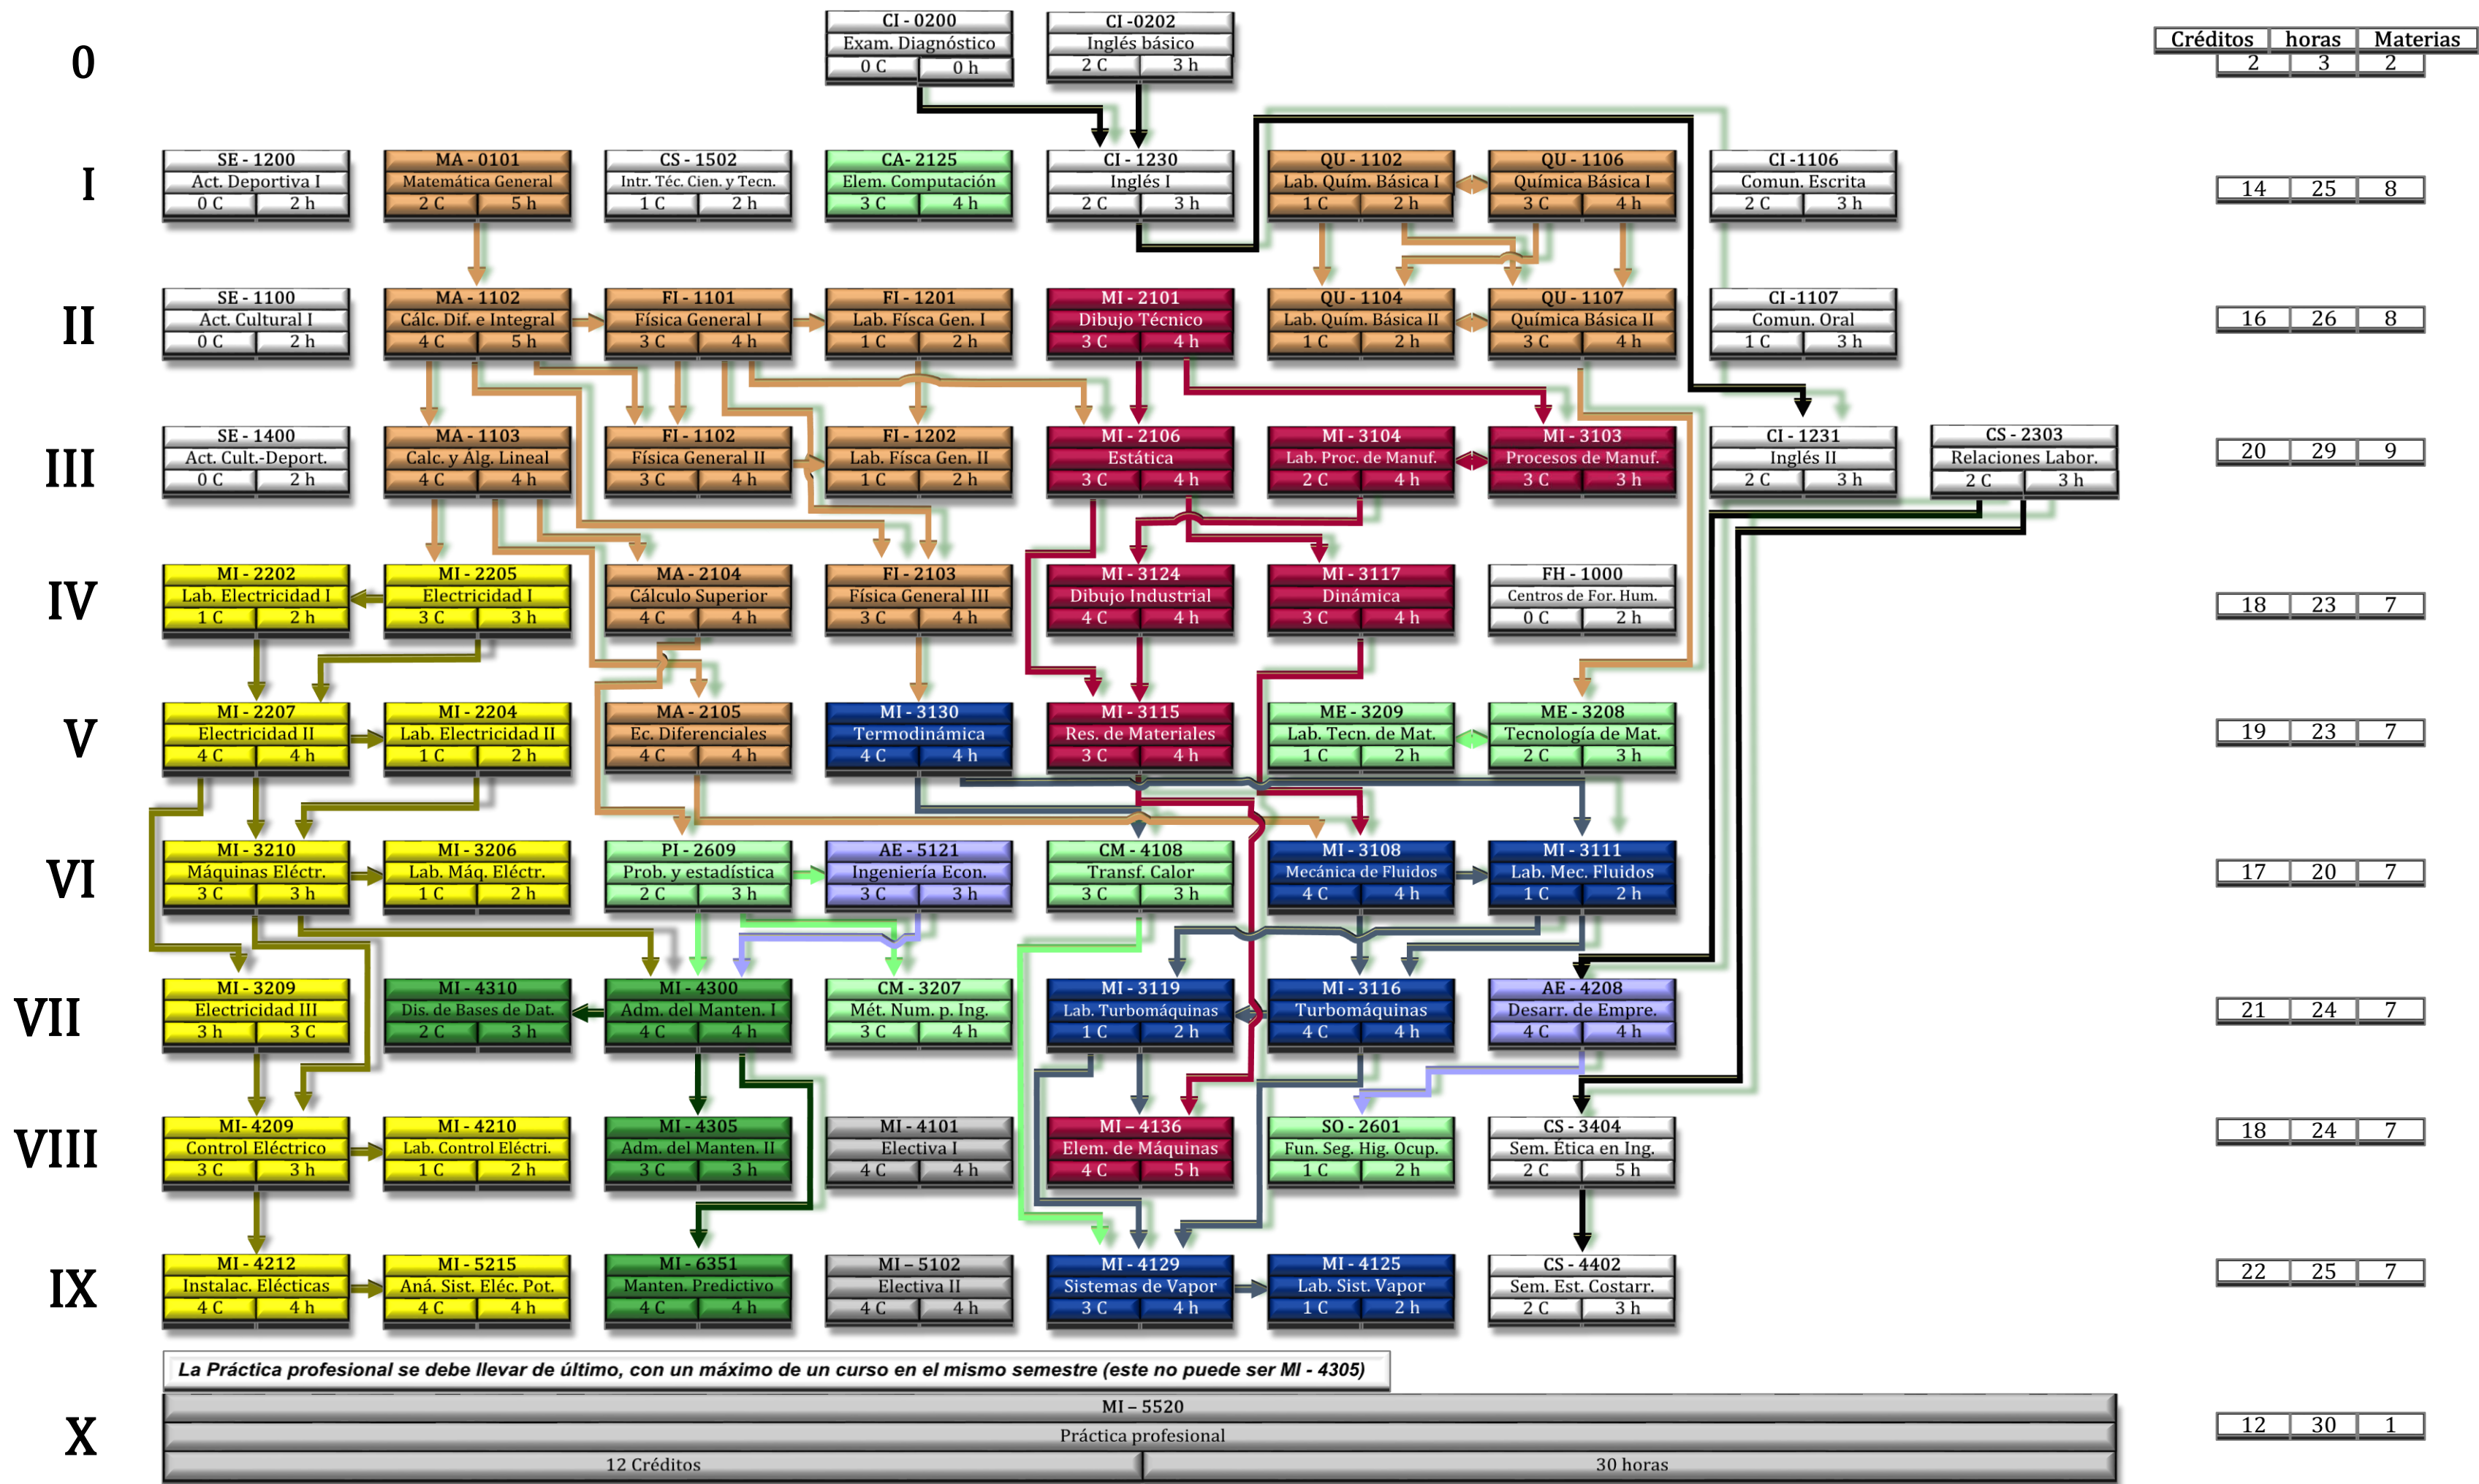 CI - 0200
CI -0202
0
Exam. Diagnóstico
Inglés básico
Créditos horas Materias
0 C 0 h
2 C 3 h
2 3 2
I
SE - 1200
Act. Deportiva I
0 C 2 h
MA - 0101
Matemática General
2 C 5 h
CS - 1502
Intr. Téc. Cien. y Tecn.
1 C 2 h
CA- 2125
Elem. Computación
3 C 4 h
CI - 1230
Inglés I
2 C 3 h
QU - 1102
Lab. Quím. Básica I
1 C 2 h
QU - 1106
Química Básica I
3 C 4 h
CI -1106
Comun. Escrita
2 C 3 h
14 25 8
II
SE - 1100
Act. Cultural I
0 C 2 h
MA - 1102
Cálc. Dif. e Integral
4 C 5 h
FI - 1101
Física General I
3 C 4 h
FI - 1201
Lab. Físca Gen. I
1 C 2 h
MI - 2101
Dibujo Técnico
3 C 4 h
QU - 1104
Lab. Quím. Básica II
1 C 2 h
QU - 1107
Química Básica II
3 C 4 h
CI -1107
Comun. Oral
1 C 3 h
16 26 8
III
SE - 1400
Act. Cult.-Deport.
0 C 2 h
MA - 1103
Calc. y Álg. Lineal
4 C 4 h
FI - 1102
Física General II
3 C 4 h
FI - 1202
Lab. Físca Gen. II
1 C 2 h
MI - 2106
Estática
3 C 4 h
MI - 3104
Lab. Proc. de Manuf.
2 C 4 h
MI - 3103
Procesos de Manuf.
3 C 3 h
CI - 1231
Inglés II
2 C 3 h
CS - 2303
Relaciones Labor.
2 C 3 h
20 29 9
IV
MI - 2202
Lab. Electricidad I
1 C 2 h
MI - 2205
Electricidad I
3 C 3 h
MA - 2104
Cálculo Superior
4 C 4 h
FI - 2103
Física General III
3 C 4 h
MI - 3124
Dibujo Industrial
4 C 4 h
MI - 3117
Dinámica
3 C 4 h
FH - 1000
Centros de For. Hum.
0 C 2 h
18 23 7
V
MI - 2207
Electricidad II
4 C 4 h
MI - 2204
Lab. Electricidad II
1 C 2 h
MA - 2105
Ec. Diferenciales
4 C 4 h
MI - 3130
Termodinámica
4 C 4 h
MI - 3115
Res. de Materiales
3 C 4 h
ME - 3209
Lab. Tecn. de Mat.
1 C 2 h
ME - 3208
Tecnología de Mat.
2 C 3 h
19 23 7
VI
MI - 3210
Máquinas Eléctr.
3 C 3 h
MI - 3206
Lab. Máq. Eléctr.
1 C 2 h
PI - 2609
Prob. y estadística
2 C 3 h
AE - 5121
Ingeniería Econ.
3 C 3 h
CM - 4108
Transf. Calor
3 C 3 h
MI - 3108
Mecánica de Fluidos
4 C 4 h
MI - 3111
Lab. Mec. Fluidos
1 C 2 h
17 20 7
VII
MI - 3209
Electricidad III
3 h 3 C
MI - 4310
Dis. de Bases de Dat.
2 C 3 h
MI - 4300
Adm. del Manten. I
4 C 4 h
CM - 3207
Mét. Num. p. Ing.
3 C 4 h
MI - 3119
Lab. Turbomáquinas
1 C 2 h
MI - 3116
Turbomáquinas
4 C 4 h
AE - 4208
Desarr. de Empre.
4 C 4 h
21 24 7
VIII
MI- 4209
Control Eléctrico
3 C 3 h
MI - 4210
Lab. Control Eléctri.
1 C 2 h
MI - 4305
Adm. del Manten. II
3 C 3 h
MI - 4101
Electiva I
4 C 4 h
MI – 4136
Elem. de Máquinas
4 C 5 h
SO - 2601
Fun. Seg. Hig. Ocup.
1 C 2 h
CS - 3404
Sem. Ética en Ing.
2 C 5 h
18 24 7
IX
MI - 4212
Instalac. Elécticas
4 C 4 h
MI - 5215
Aná. Sist. Eléc. Pot.
4 C 4 h
MI - 6351
Manten. Predictivo
4 C 4 h
MI – 5102
Electiva II
4 C 4 h
MI - 4129
Sistemas de Vapor
3 C 4 h
MI - 4125
Lab. Sist. Vapor
1 C 2 h
CS - 4402
Sem. Est. Costarr.
2 C 3 h
22 25 7
La Práctica profesional se debe llevar de último, con un máximo de un curso en el mismo semestre (este no puede ser MI - 4305)
X
MI – 5520
Práctica profesional
12 Créditos 30 horas
12 30 1